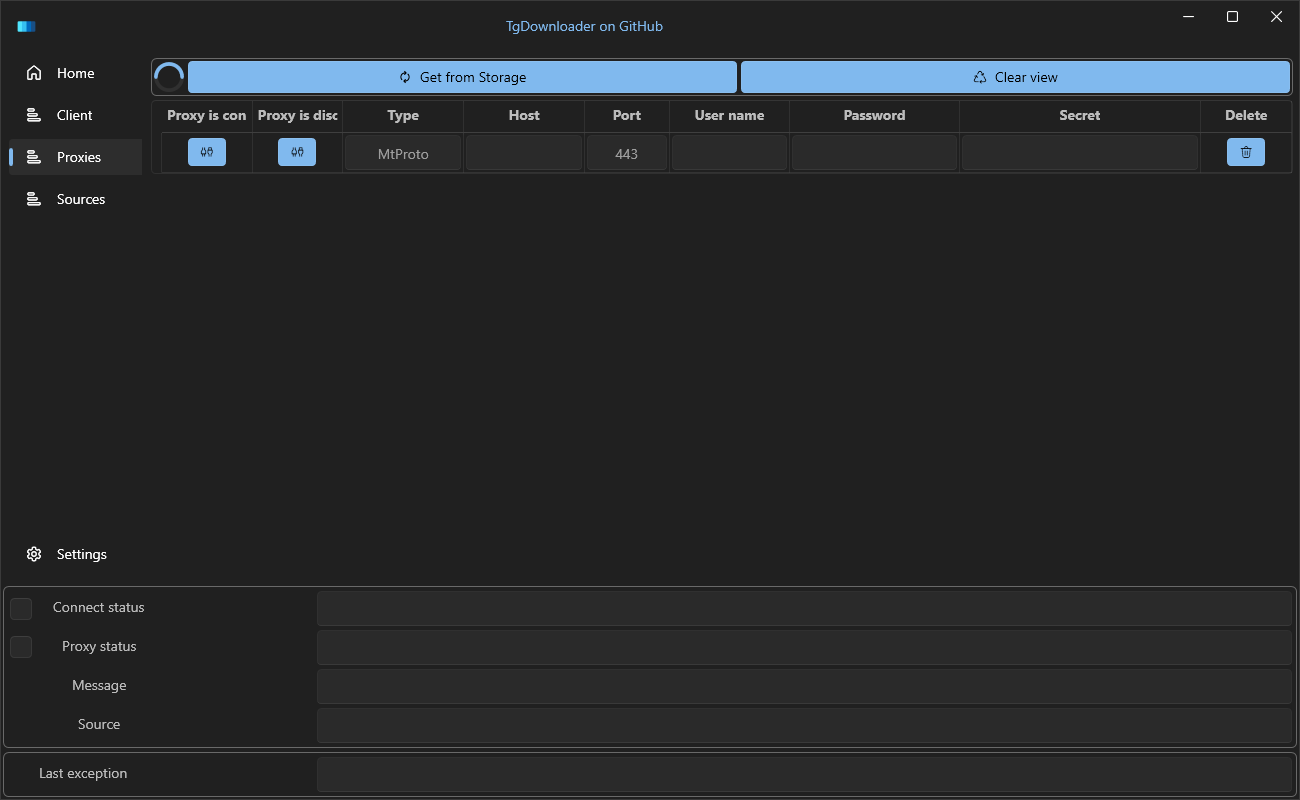 TgDownloader on GitHub
Home
Client
Proxies
Sources
Get from Storage
Clear view
Proxy is con
Proxy is disc
Type
Host
Port
User name
Password
Secret
Delete
MtProto
443
Settings
Connect status
Proxy status
Message
Source
Last exception